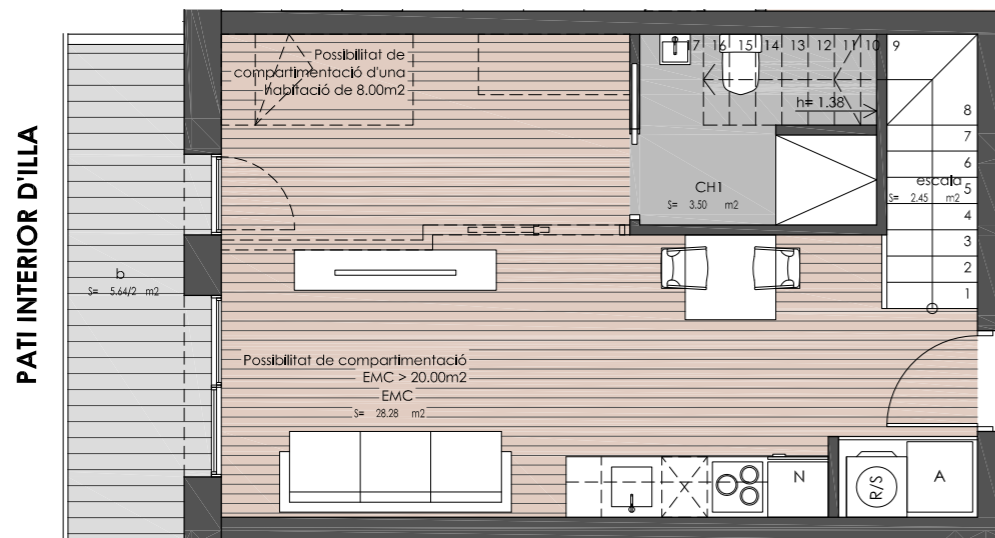 PATI INTERIOR D'ILLA
Possibilitat de
compartimentació d'una
habitació de 8.00m2
17 16 15 14 13 12 11 10 9
h= 1.38
8
7
6
5
4
3
2
1
escala
S= 2.45 m2
CH1
S= 3.50 m2
b
S= 5.64/2 m2
Possibilitat de compartimentació
EMC > 20.00m2
EMC
S= 28.28 m2
X
N
R/S
A